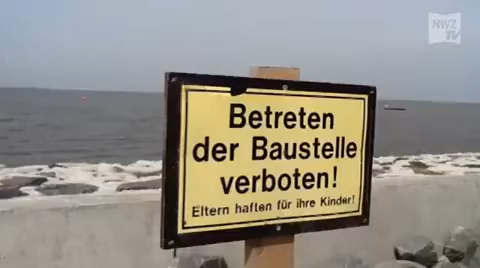 NWZ
TV
Betreten
der Baustelle
verboten!
Eltern haften für ihre Kinder!